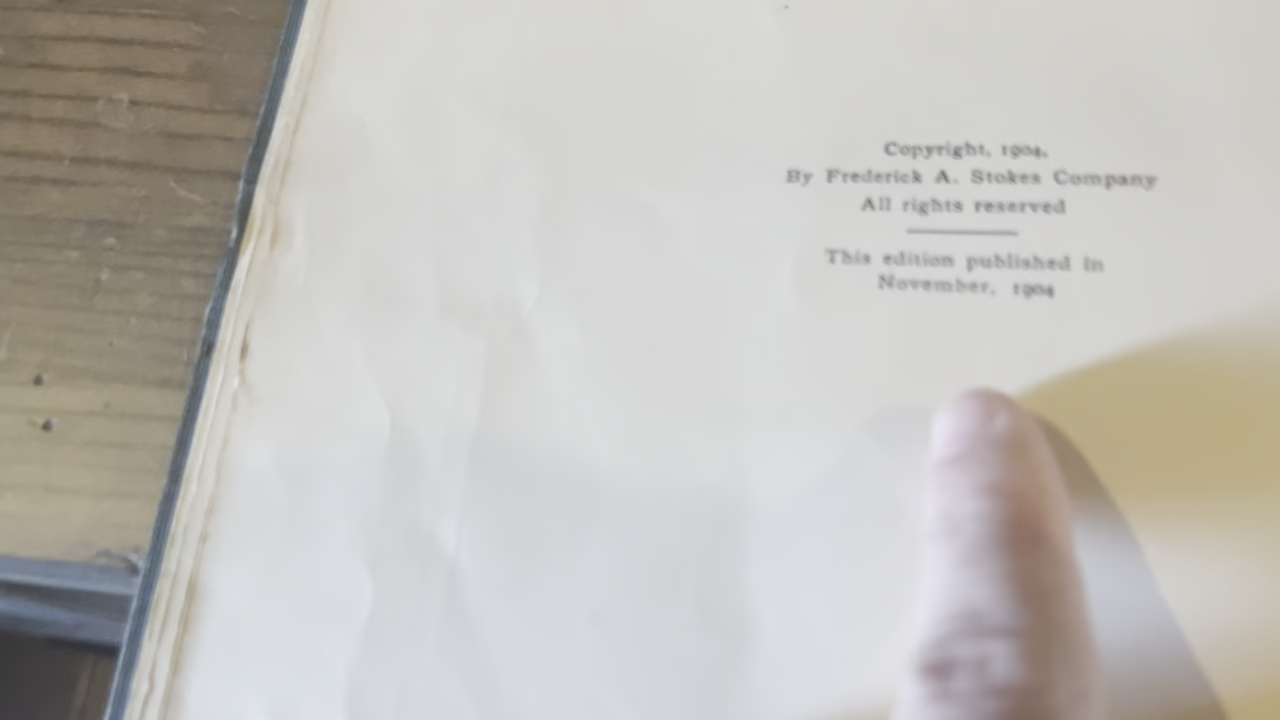 Copyright, 1904,
By Frederick A. Stokes Company
All rights reserved
This edition published in
November, 1904